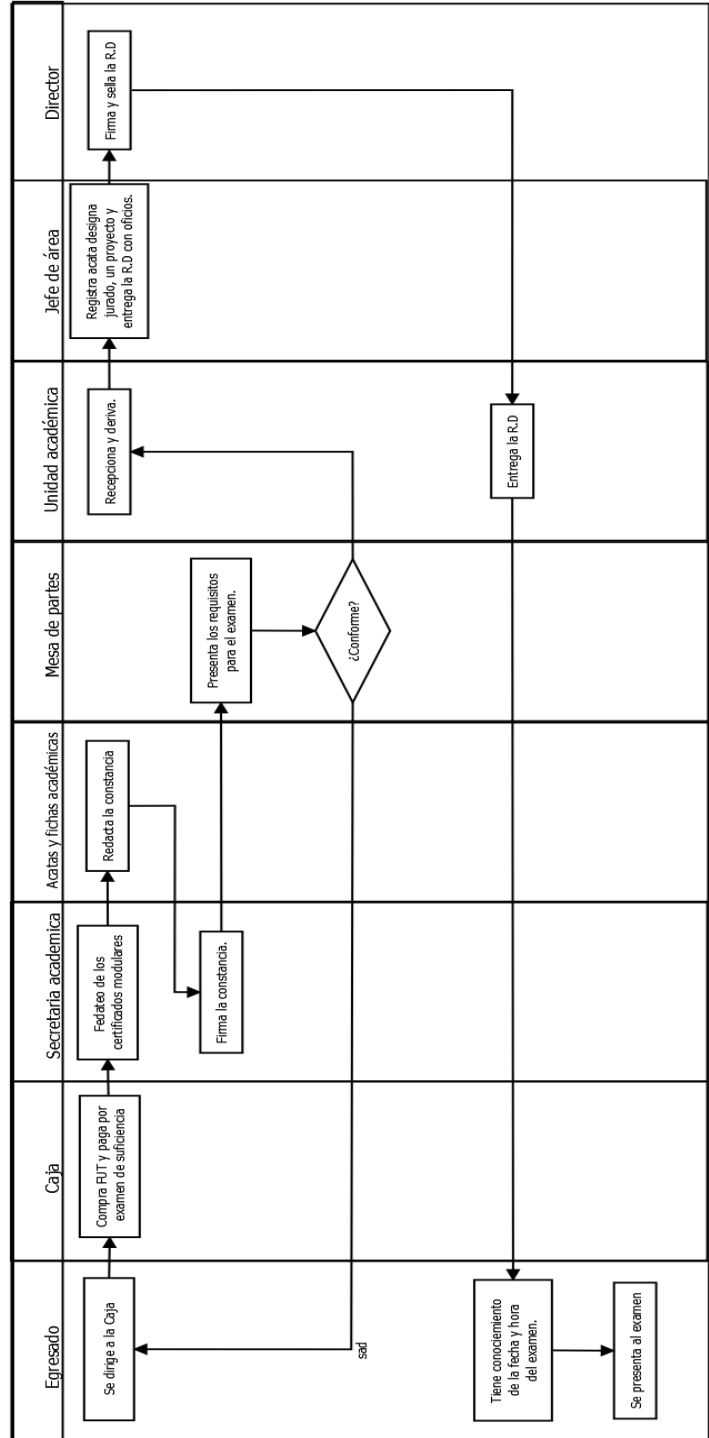 Egresado
Caja
Secretaria academica
Acatas y fichas académicas
Mesa de partes
Unidad académica
Jefe de área
Director
Se dirige a la Caja
Compra FUT y paga por
examen de suficiencia
Fedateo de los
certificados modulares
Redacta la constancia
Firma la constancia.
Presenta los requisitos
para el examen.
¿Conforme?
sad
Recepciona y deriva.
Registra acata designa
jurado, un proyecto y
entrega la R.D con oficios.
Firma y sella la R.D
Entrega la R.D
Tiene conociemiento
de la fecha y hora
del examen.
Se presenta al examen